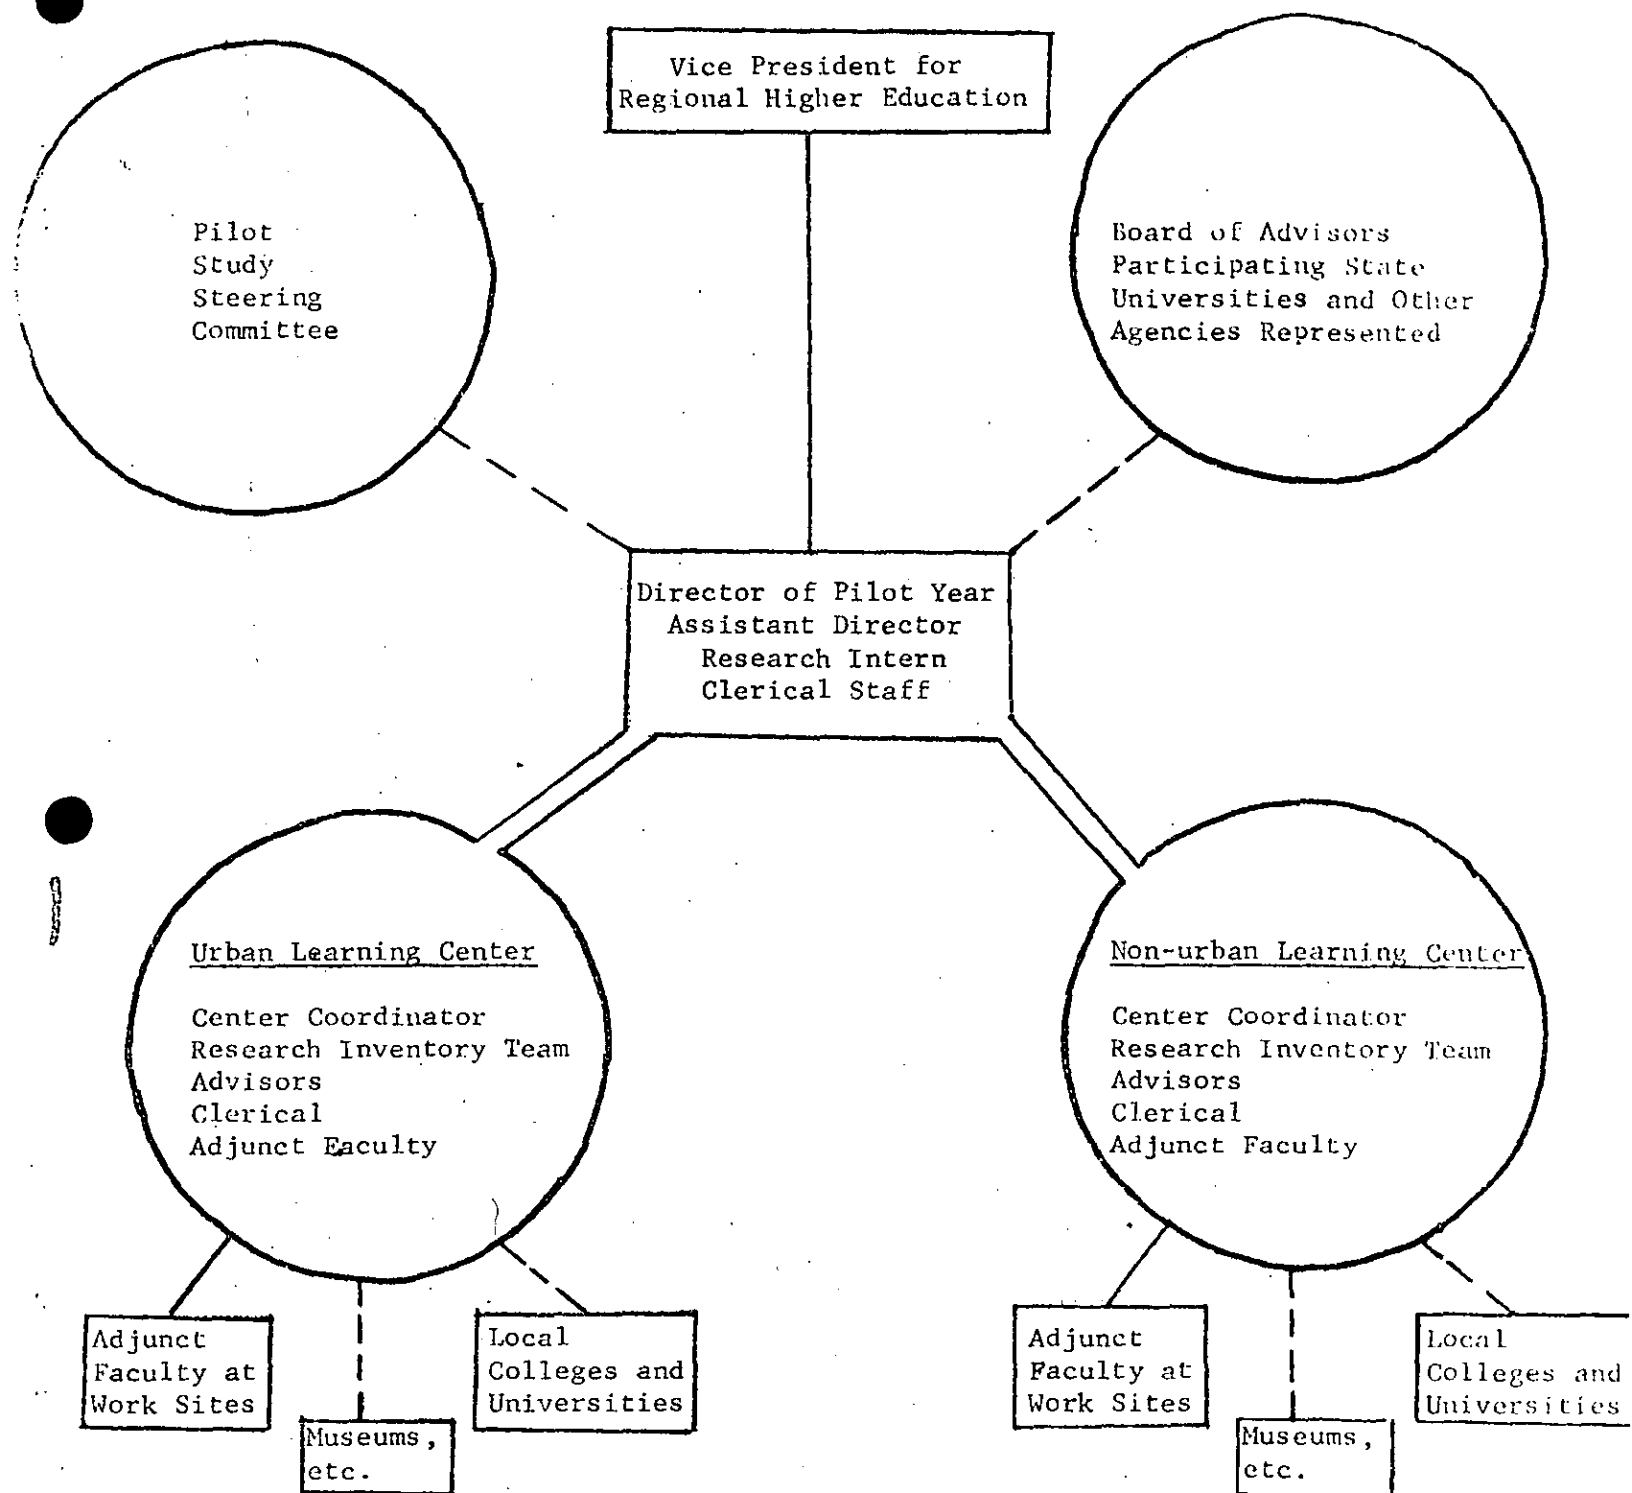 Vice President for
Regional Higher Education
Pilot
Study
Steering
Committee
Board of Advisors
Participating State
Universities and Other
Agencies Represented
Director of Pilot Year
Assistant Director
Research Intern
Clerical Staff
Urban Learning Center
Center Coordinator
Research Inventory Team
Advisors
Clerical
Adjunct Eaculty
Non-urban Learning Center
Center Coordinator
Research Inventory Team
Advisors
Clerical
Adjunct Faculty
Adjunct
Faculty at
Work Sites
Museums,
etc.
Local
Colleges and
Universities
Adjunct
Faculty at
Work Sites
Museums,
etc.
Local
Colleges and
Universities